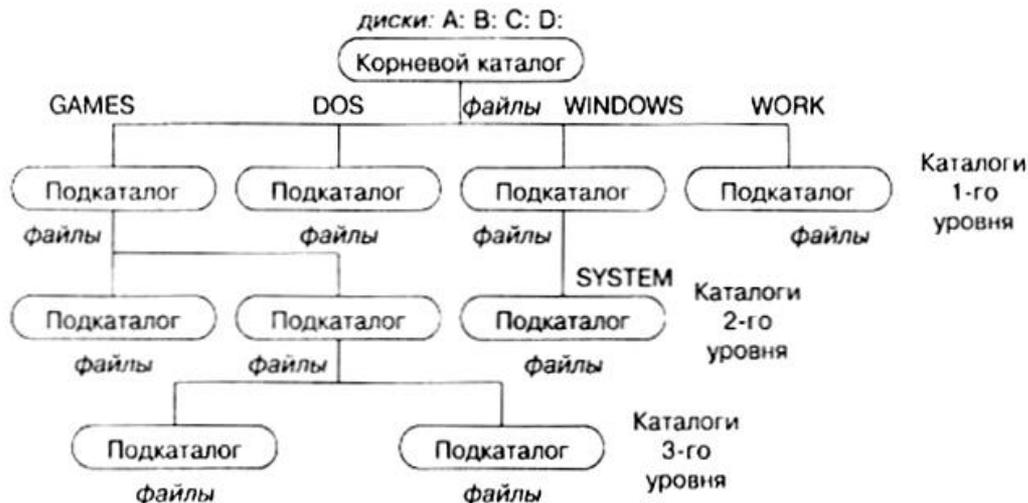 диски: A: B: C: D:
Корневой каталог
GAMES DOS файлы WINDOWS WORK
Подкаталог Подкаталог Подкаталог Подкаталог
Каталоги
1-го
уровня
файлы файлы файлы файлы
SYSTEM
Подкаталог Подкаталог Подкаталог
Каталоги
2-го
уровня
файлы файлы файлы
Подкаталог Подкаталог
Каталоги
3-го
уровня
файлы файлы